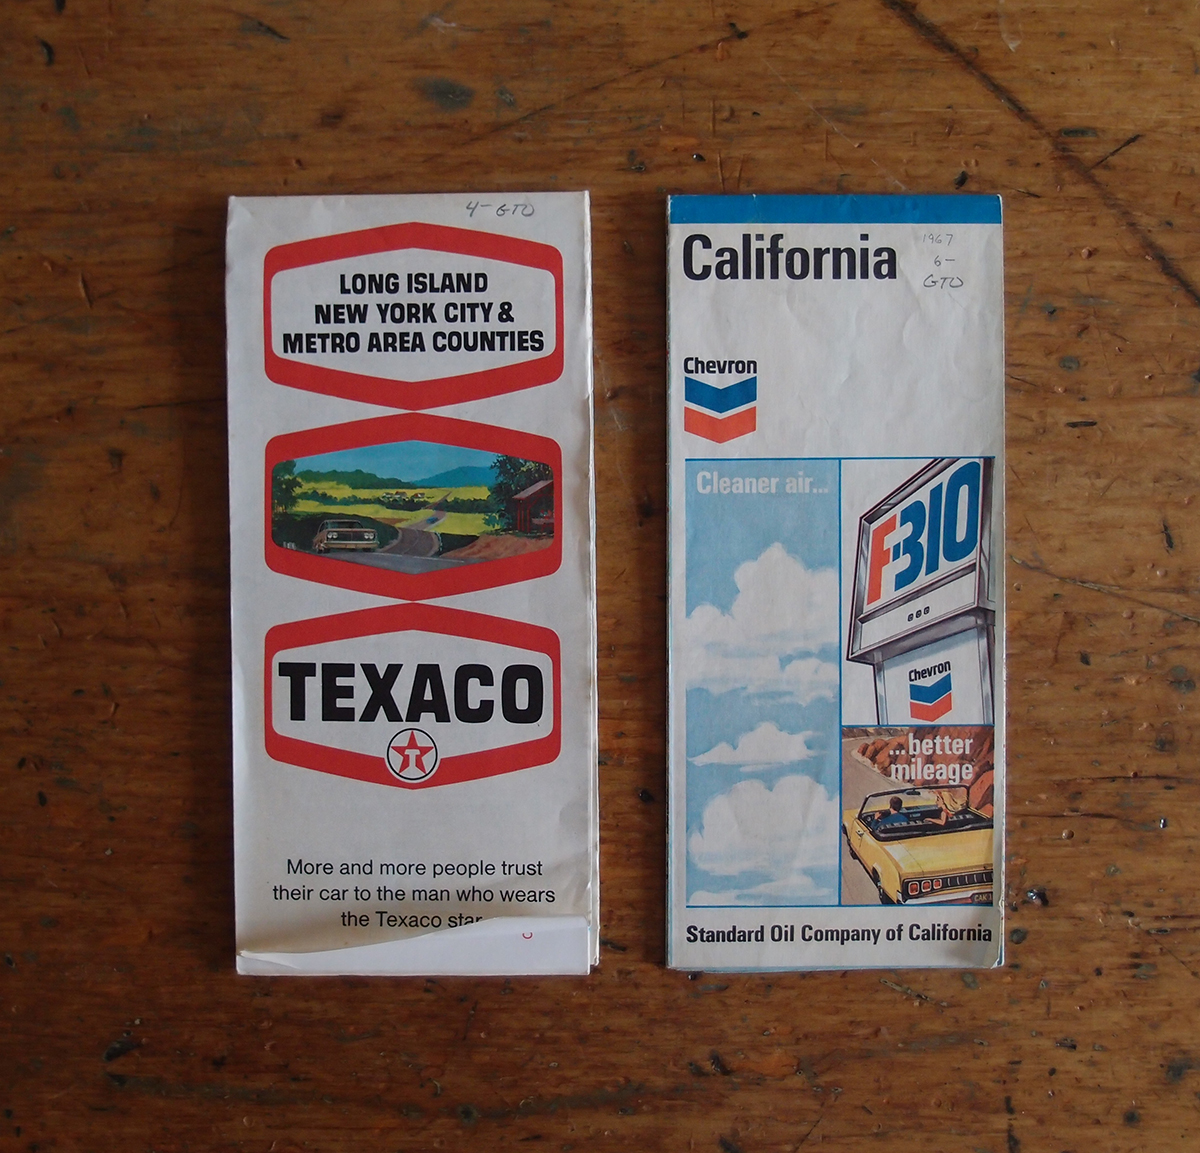 4- GTO
LONG ISLAND
NEW YORK CITY &
METRO AREA COUNTIES
TEXACO
T
More and more people trust
their car to the man who wears
the Texaco star
California
1967
6-
GTO
Chevron
Cleaner air...
F-310
Chevron
...better
mileage
Standard Oil Company of California